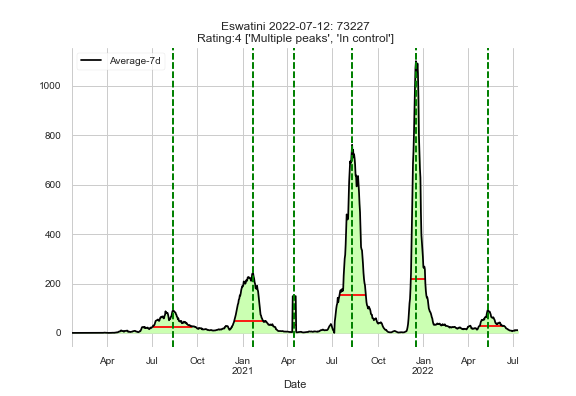 Eswatini 2022-07-12: 73227
Rating:4 ['Multiple peaks', 'In control']
Average-7d
1000
800
600
400
200
0
Apr Jul Oct Jan Apr Jul Oct Jan Apr Jul
2021 2022
Date